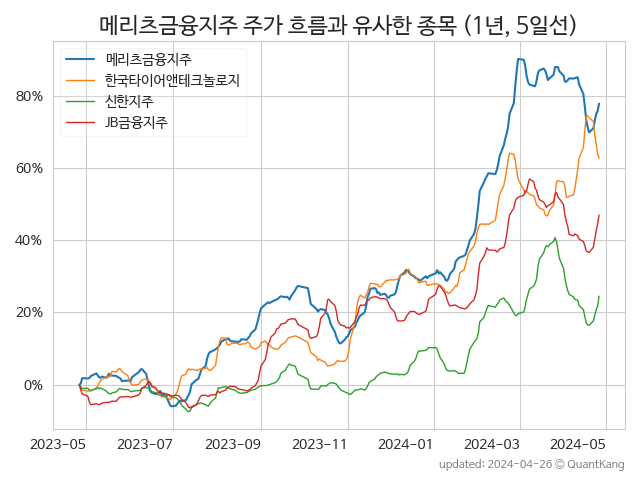 메리츠금융지주 주가 흐름과 유사한 종목 (1년, 5일선)
메리츠금융지주
한국타이어앤테크놀로지
신한지주
JB금융지주
80%
60%
40%
20%
0%
2023-05 2023-07 2023-09 2023-11 2024-01 2024-03 2024-05
updated: 2024-04-26 © QuantKang